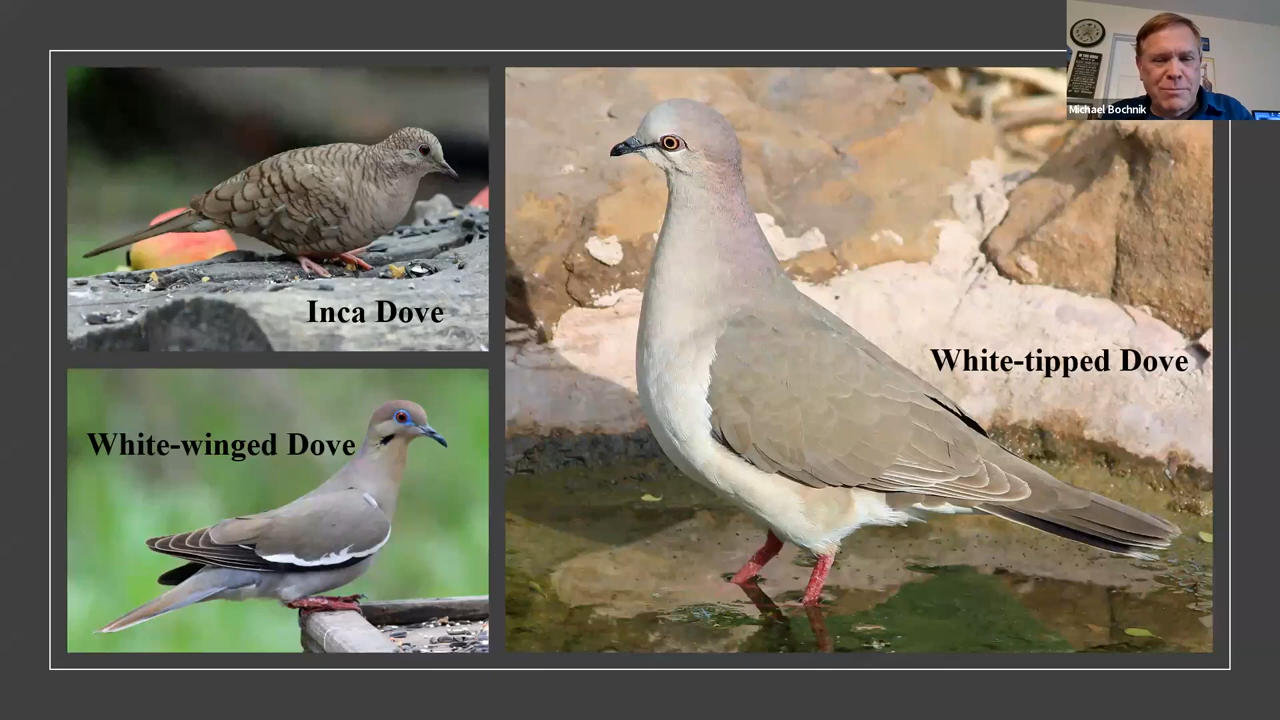 Michael Bochnik
Inca Dove
White-winged Dove
White-tipped Dove